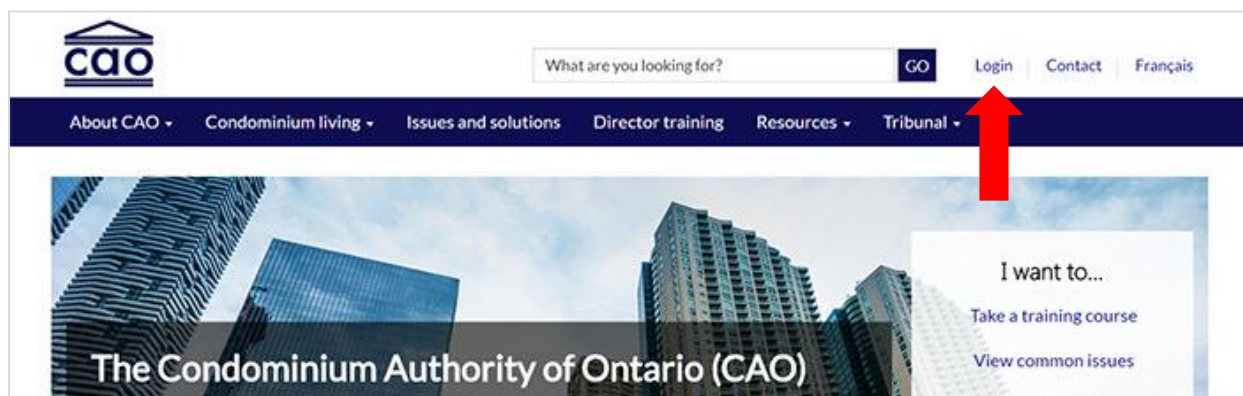 cao
What are you looking for? GO Login Contact Français
About CAO Condominium living Issues and solutions Director training Resources Tribunal
I want to...
Take a training course
View common issues
The Condominium Authority of Ontario (CAO)